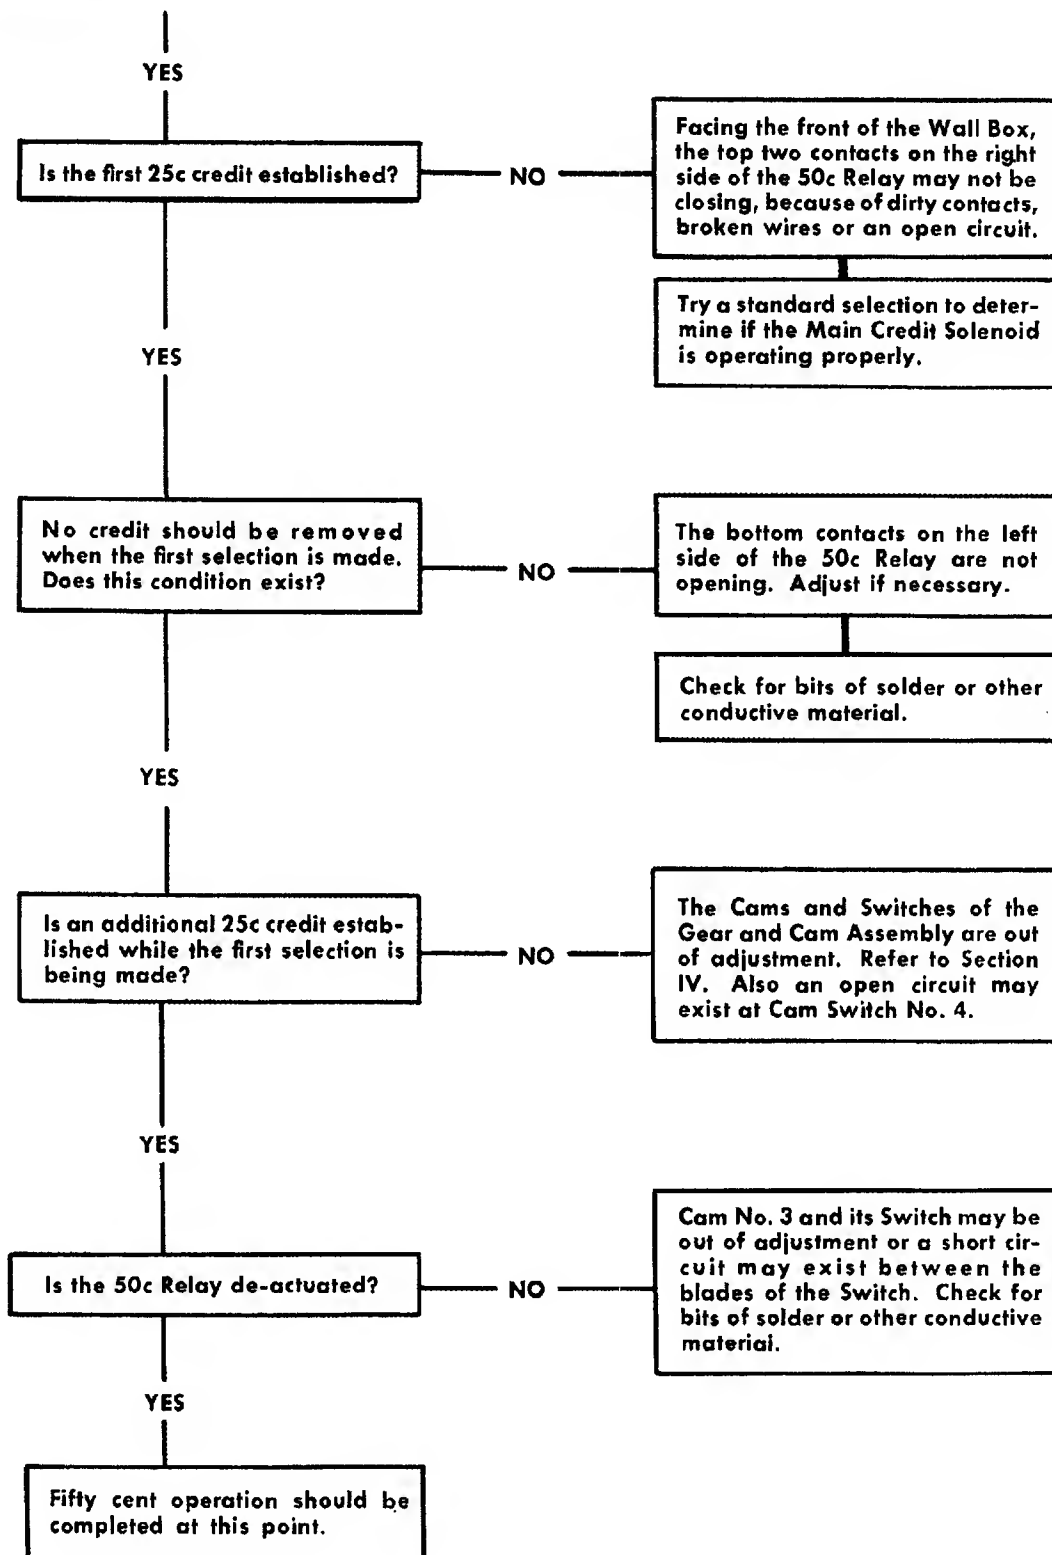 YES
Is the first 25c credit established?
NO
Facing the front of the Wall Box,
the top two contacts on the right
side of the 50c Relay may not be
closing, because of dirty contacts,
broken wires or an open circuit.
Try a standard selection to deter-
mine if the Main Credit Solenoid
is operating properly.
YES
No credit should be removed
when the first selection is made.
Does this condition exist?
NO
The bottom contacts on the left
side of the 50c Relay are not
opening. Adjust if necessary.
Check for bits of solder or other
conductive material.
YES
Is an additional 25c credit estab-
lished while the first selection is
being made?
NO
The Cams and Switches of the
Gear and Cam Assembly are out
of adjustment. Refer to Section
IV. Also an open circuit may
exist at Cam Switch No. 4.
YES
Is the 50c Relay de-actuated?
NO
Cam No. 3 and its Switch may be
out of adjustment or a short cir-
cuit may exist between the
blades of the Switch. Check for
bits of solder or other conductive
material.
YES
Fifty cent operation should be
completed at this point.